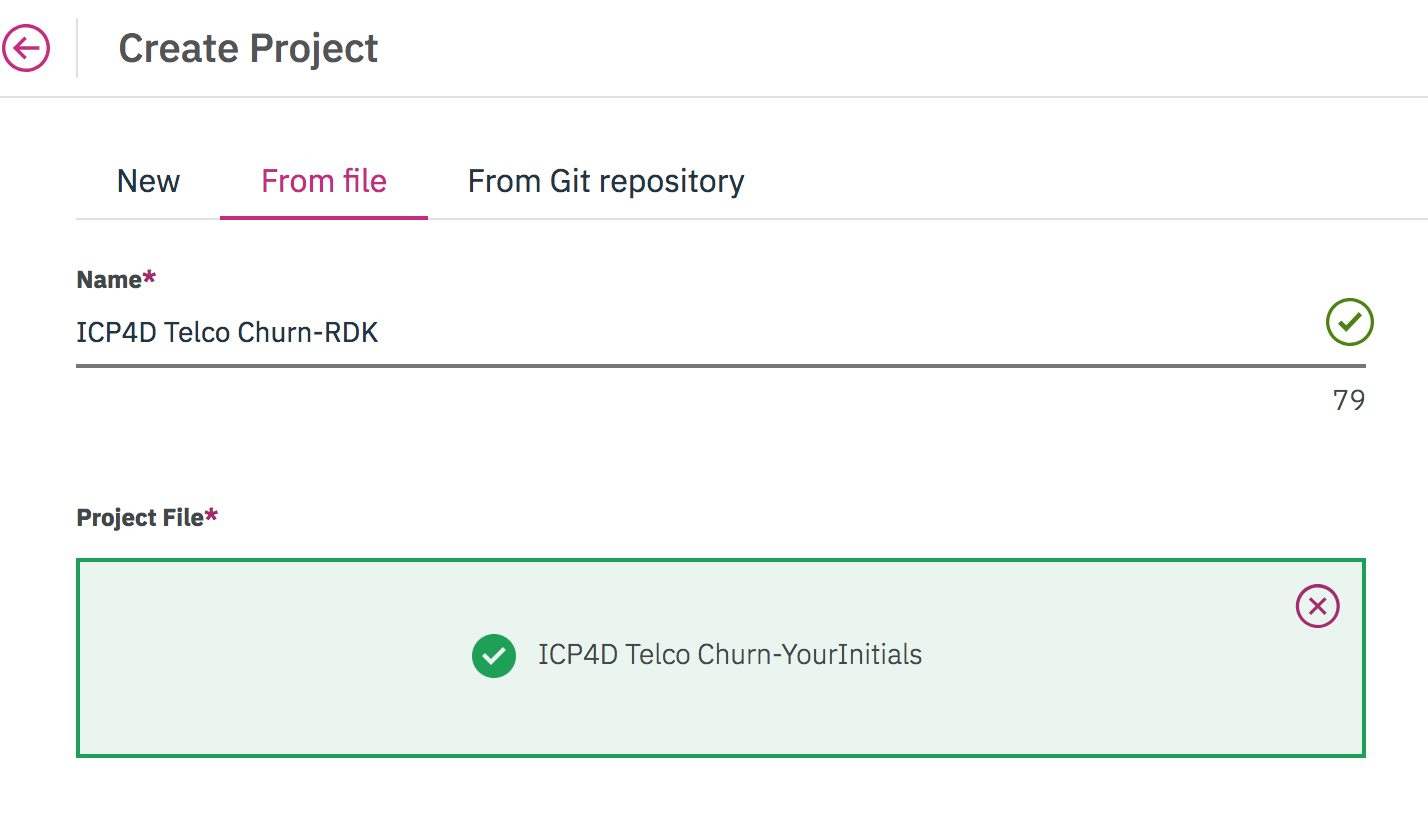 Create Project
New From file From Git repository
Name*
ICP4D Telco Churn-RDK
79
Project File*
ICP4D Telco Churn-YourInitials